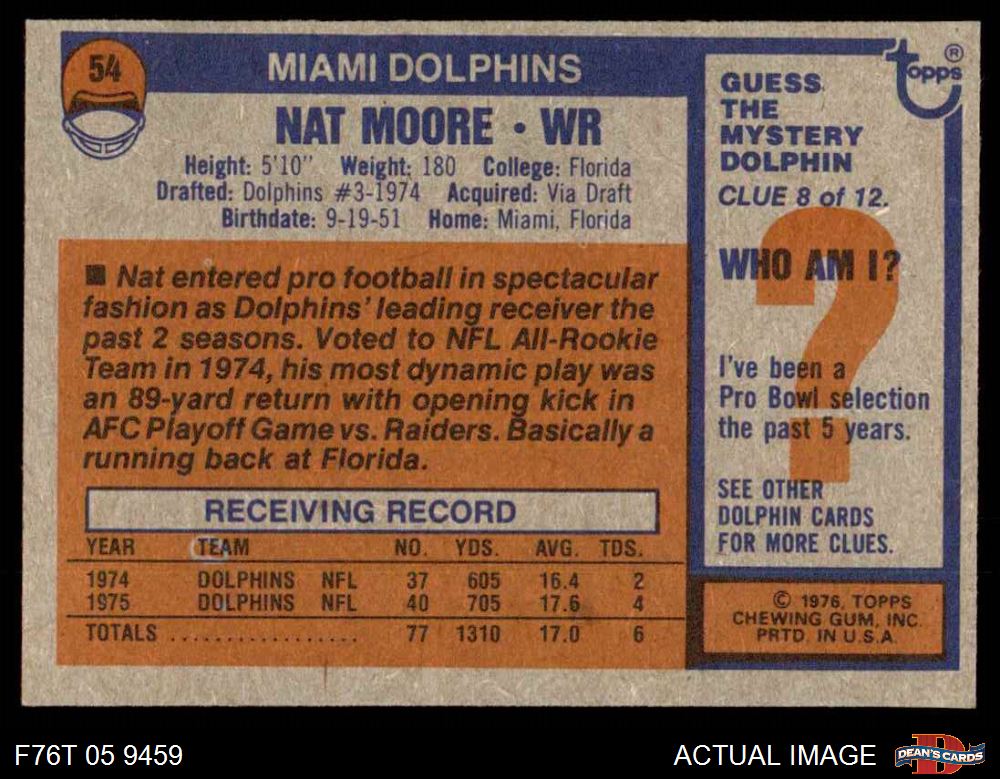 54
MIAMI DOLPHINS
NAT MOORE • WR
Height: 5'10" Weight: 180 College: Florida
Drafted: Dolphins #3-1974 Acquired: Via Draft
Birthdate: 9-19-51 Home: Miami, Florida
■ Nat entered pro football in spectacular
fashion as Dolphins' leading receiver the
past 2 seasons. Voted to NFL All-Rookie
Team in 1974, his most dynamic play was
an 89-yard return with opening kick in
AFC Playoff Game vs. Raiders. Basically a
running back at Florida.
RECEIVING RECORD
YEAR TEAM NO. YDS. AVG. TDS.
1974 DOLPHINS NFL 37 605 16.4 2
1975 DOLPHINS NFL 40 705 17.6 4
TOTALS .................. 77 1310 17.0 6
topps ®
GUESS
THE
MYSTERY
DOLPHIN
CLUE 8 of 12.
?
WHO AM I?
I've been a
Pro Bowl selection
the past 5 years.
SEE OTHER
DOLPHIN CARDS
FOR MORE CLUES.
© 1976, TOPPS
CHEWING GUM, INC.
PRTD. IN U.S.A.
F76T 05 9459
ACTUAL IMAGE
D
DEAN'S CARDS